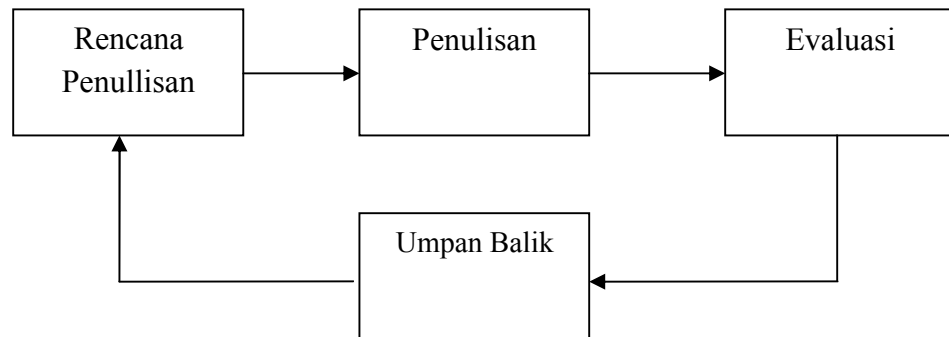 Rencana
Penullisan
Penulisan
Evaluasi
Umpan Balik